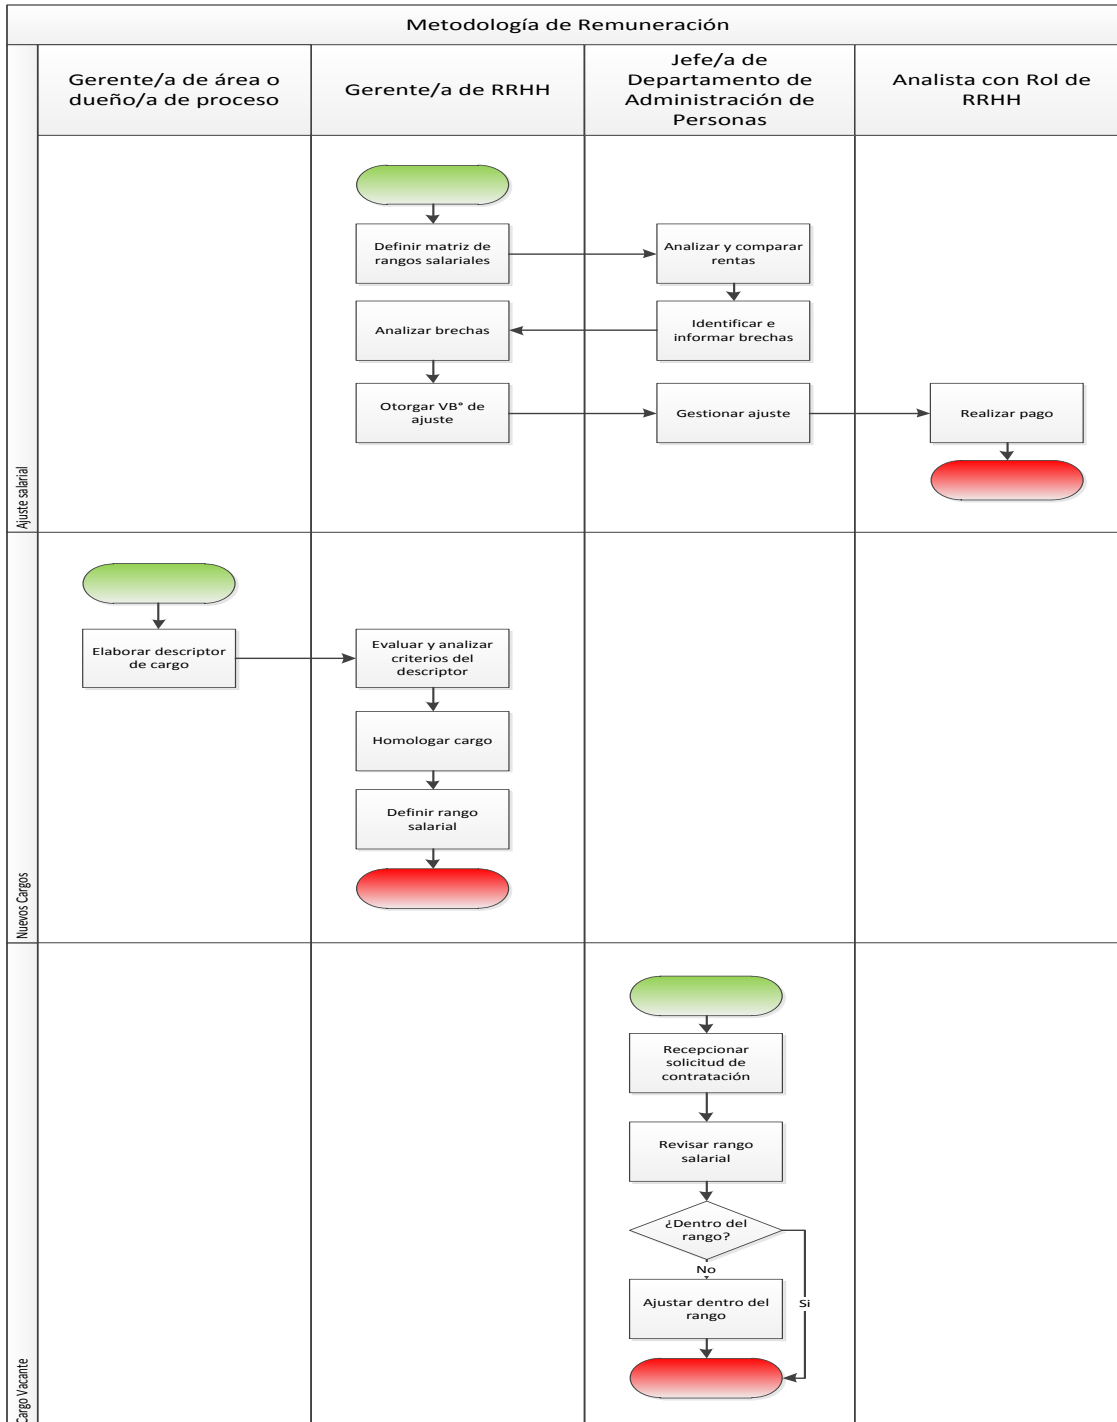 Metodología de Remuneración
Gerente/a de área o
dueño/a de proceso
Gerente/a de RRHH
Jefe/a de
Departamento de
Administración de
Personas
Analista con Rol de
RRHH
Ajuste salarial
Definir matriz de
rangos salariales
Analizar y comparar
rentas
Analizar brechas
Identificar e
informar brechas
Otorgar VB° de
ajuste
Gestionar ajuste
Realizar pago
Nuevos Cargos
Elaborar descriptor
de cargo
Evaluar y analizar
criterios del
descriptor
Homologar cargo
Definir rango
salarial
Cargo Vacante
Recepcionar
solicitud de
contratación
Revisar rango
salarial
¿Dentro del
rango?
No
Si
Ajustar dentro del
rango